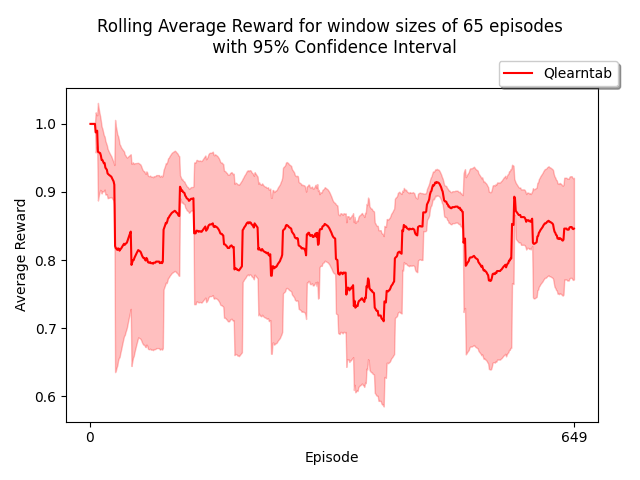 Rolling Average Reward for window sizes of 65 episodes
with 95% Confidence Interval
Qlearntab
1.0
0.9
0.8
0.7
0.6
Average Reward
0
649
Episode